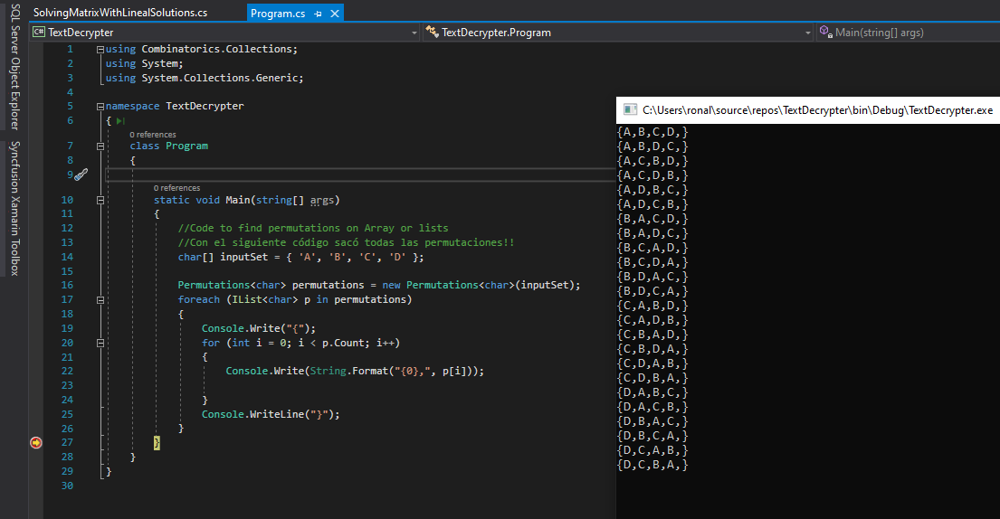 SolvingMatrixWithLinealSolutions.cs Program.cs
SQL Server Object Explorer
Syncfusion Xamarin Toolbox
C# TextDecrypter TextDecrypter.Program Main(string[] args)
1 using Combinatorics.Collections;
2 using System;
3 using System.Collections.Generic;
4
5 namespace TextDecrypter
6 {
0 references
7 class Program
8 {
9
0 references
10 static void Main(string[] args)
11 {
12 //Code to find permutations on Array or lists
13 //Con el siguiente código sacó todas las permutaciones!!
14 char[] inputSet = { 'A', 'B', 'C', 'D' };
15
16 Permutations<char> permutations = new Permutations<char>(inputSet);
17 foreach (IList<char> p in permutations)
18 {
19 Console.Write("{");
20 for (int i = 0; i < p.Count; i++)
21 {
22 Console.Write(String.Format("{0},", p[i]));
23
24 }
25 Console.WriteLine("}");
26 }
27 }
28 }
29 }
30
C:\Users\ronal\source\repos\TextDecrypter\bin\Debug\TextDecrypter.exe
{A,B,C,D,}
{A,B,D,C,}
{A,C,B,D,}
{A,C,D,B,}
{A,D,B,C,}
{A,D,C,B,}
{B,A,C,D,}
{B,A,D,C,}
{B,C,A,D,}
{B,C,D,A,}
{B,D,A,C,}
{B,D,C,A,}
{C,A,B,D,}
{C,A,D,B,}
{C,B,A,D,}
{C,B,D,A,}
{C,D,A,B,}
{C,D,B,A,}
{D,A,B,C,}
{D,A,C,B,}
{D,B,A,C,}
{D,B,C,A,}
{D,C,A,B,}
{D,C,B,A,}